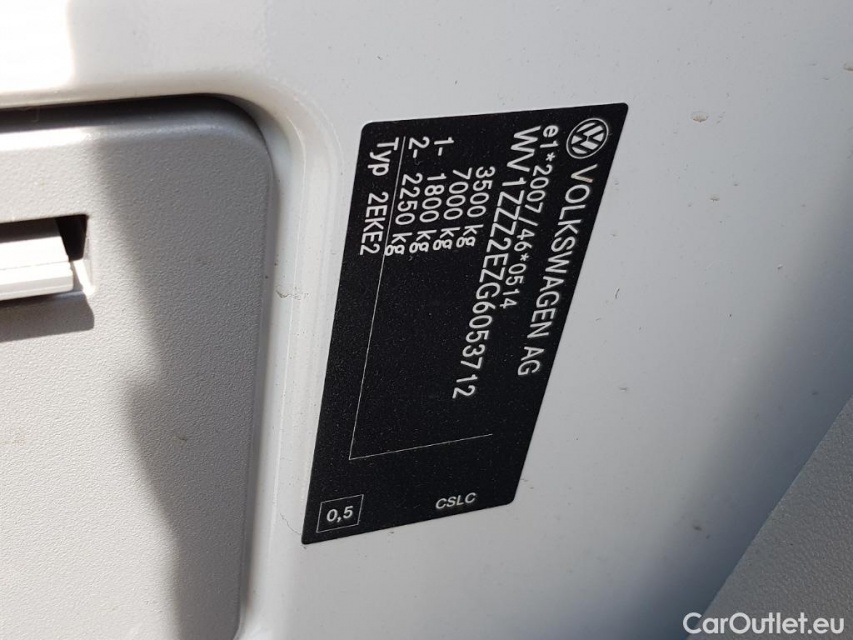 VOLKSWAGEN AG
e1*2007/46*0514
WV1ZZZ2EZG6053712
3500 kg
7000 kg
1- 1800 kg
2- 2250 kg
Typ 2EKE2
CSLC
0,5
CarOutlet.eu